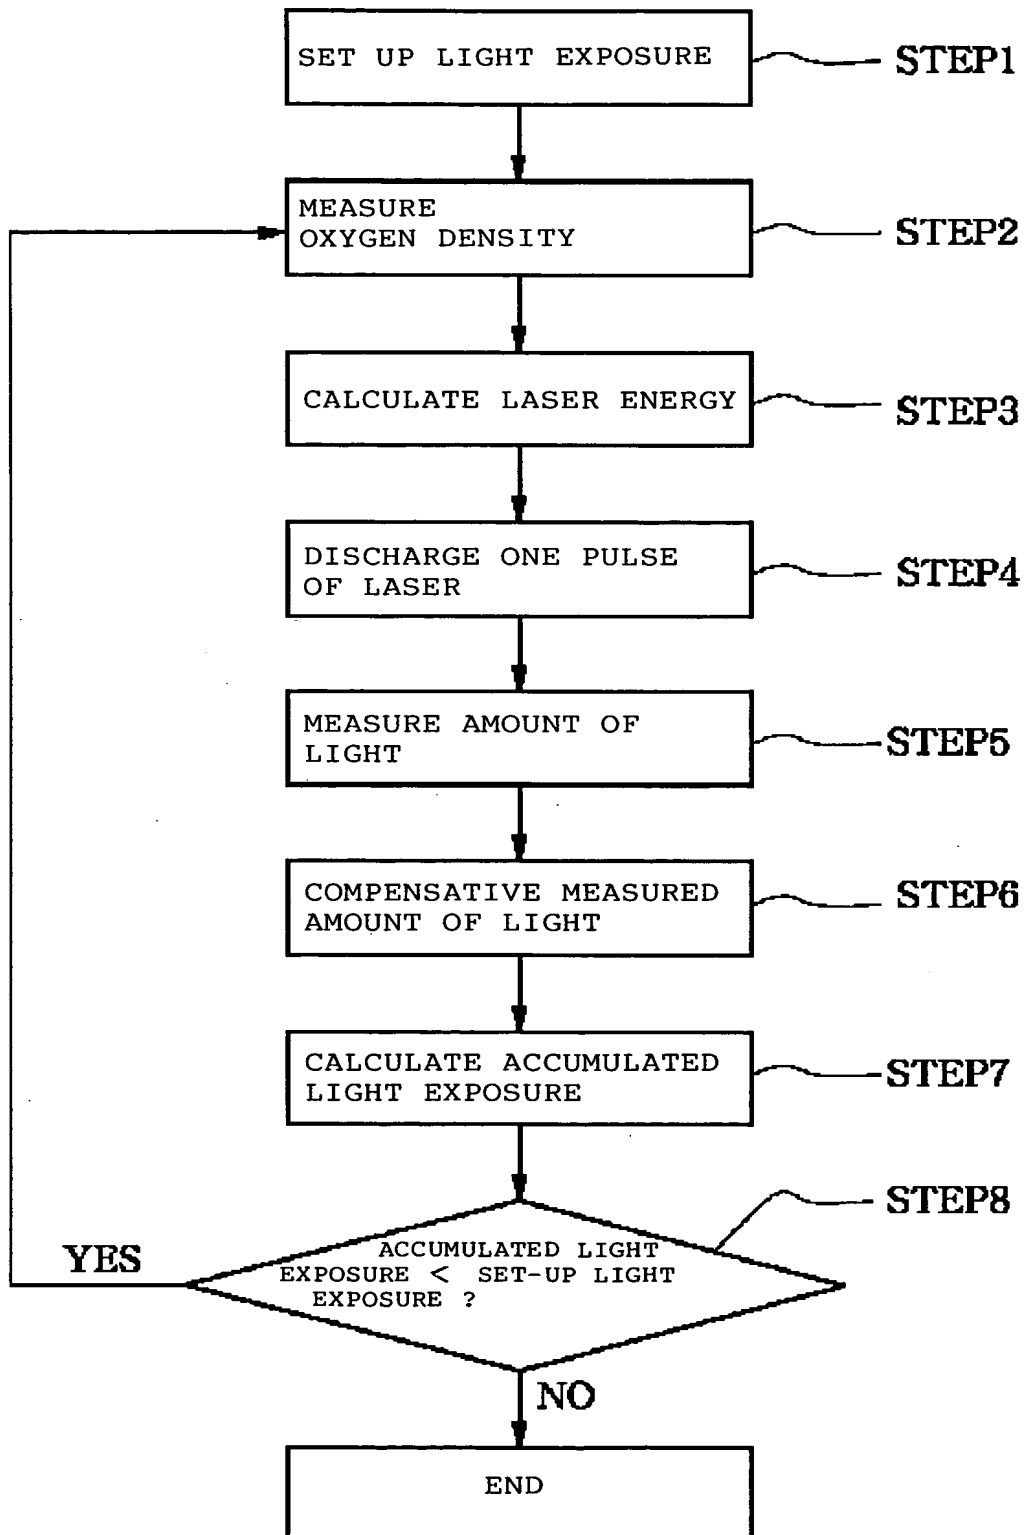 SET UP LIGHT EXPOSURE
STEP1
MEASURE
OXYGEN DENSITY
STEP2
CALCULATE LASER ENERGY
STEP3
DISCHARGE ONE PULSE
OF LASER
STEP4
MEASURE AMOUNT OF
LIGHT
STEP5
COMPENSATIVE MEASURED
AMOUNT OF LIGHT
STEP6
CALCULATE ACCUMULATED
LIGHT EXPOSURE
STEP7
STEP8
YES
ACCUMULATED LIGHT
EXPOSURE < SET-UP LIGHT
EXPOSURE ?
NO
END